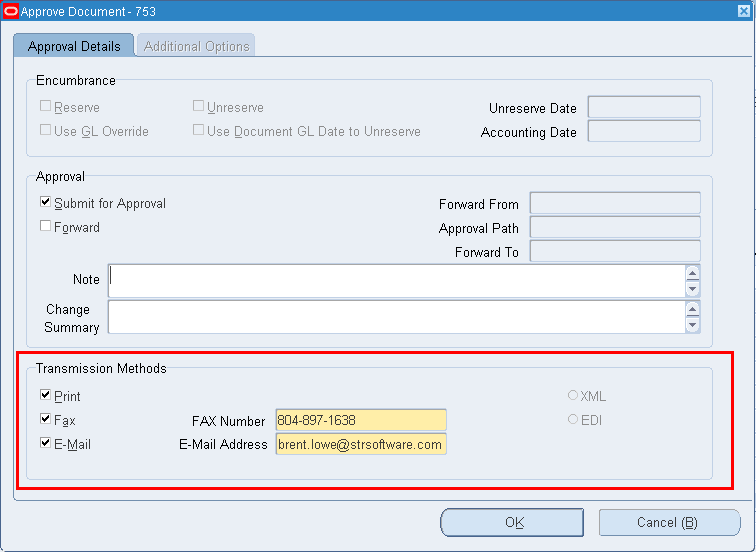 Approve Document - 753
Approval Details Additional Options
Encumbrance
Reserve Unreserve Unreserve Date
Use GL Override Use Document GL Date to Unreserve Accounting Date
Approval
Submit for Approval Forward From
Forward Approval Path
Forward To
Note
Change
Summary
Transmission Methods
Print XML
Fax FAX Number 804-897-1638 EDI
E-Mail E-Mail Address brent.lowe@strsoftware.com
OK Cancel (B)